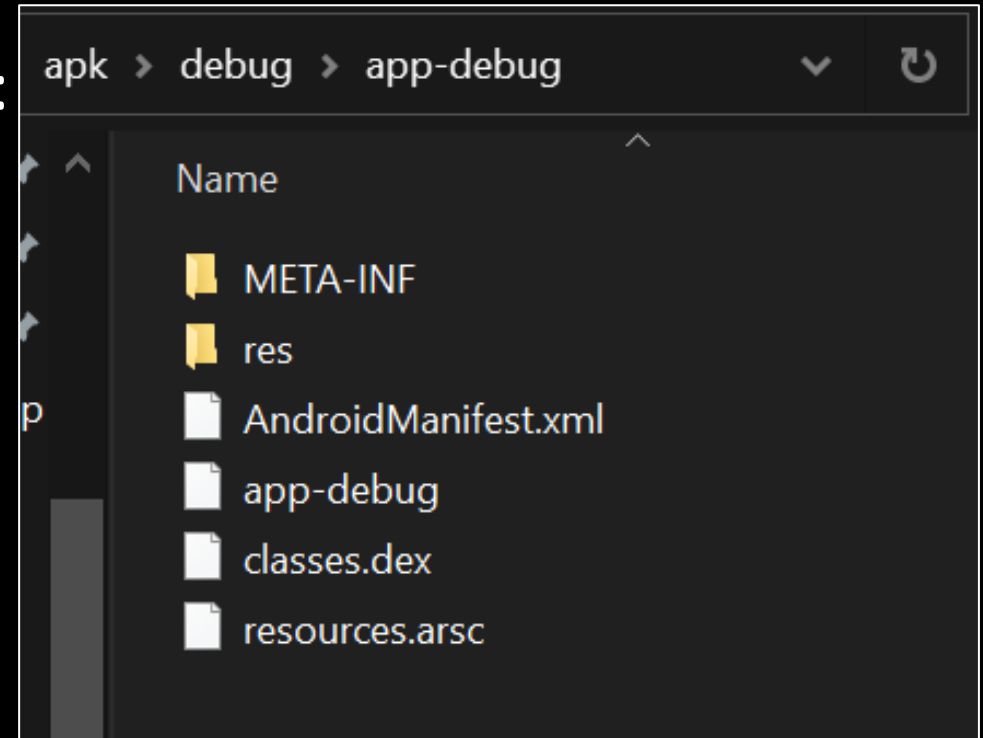 apk > debug > app-debug
Name
META-INF
res
p
AndroidManifest.xml
app-debug
classes.dex
resources.arsc